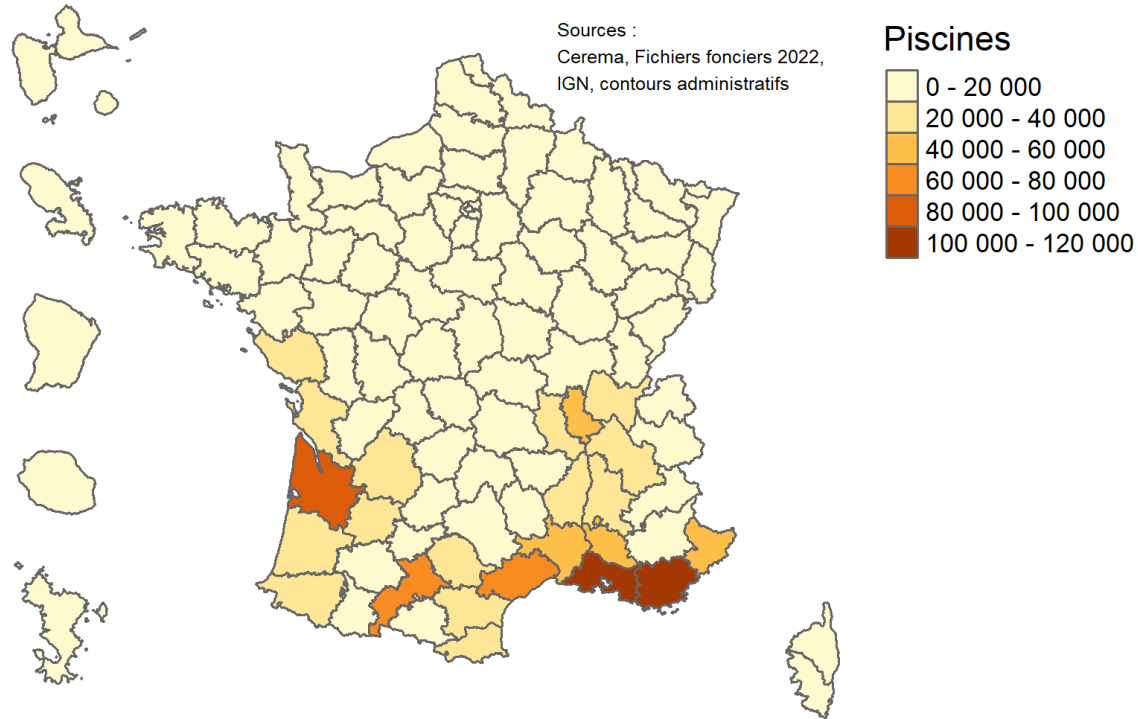 Sources :
Cerema, Fichiers fonciers 2022,
IGN, contours administratifs
Piscines
0 - 20 000
20 000 - 40 000
40 000 - 60 000
60 000 - 80 000
80 000 - 100 000
100 000 - 120 000